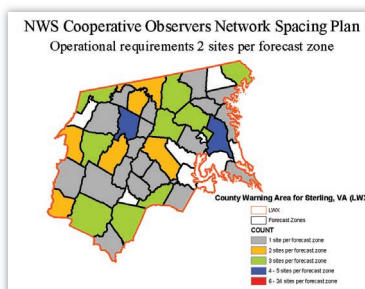 NWS Cooperative Observers Network Spacing Plan
Operational requirements 2 sites per forecast zone
County Warning Area for Sterling, VA (LWX
LWX
Forecast Zones
COUNT
1 site per forecast zone
2 sites per forecast zone
3 sites per forecast zone
4 - 5 sites per forecast zone
6 - 24 sites per forecast zone